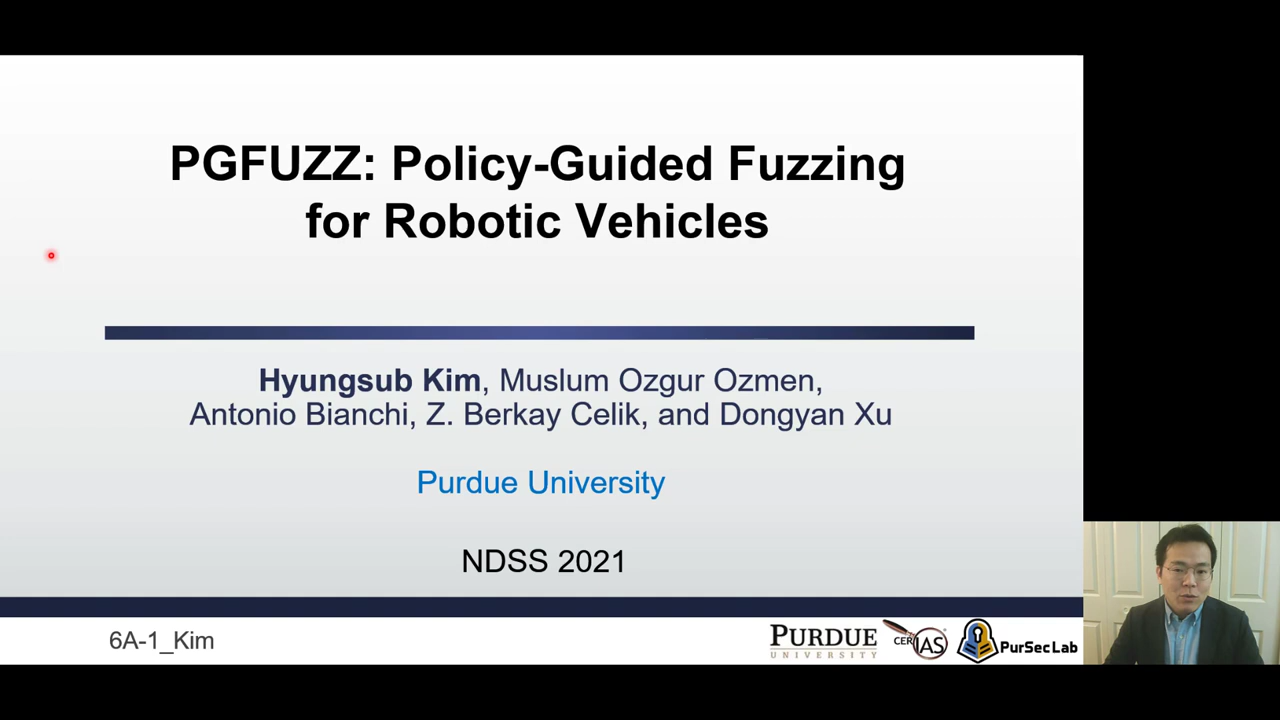 PGFUZZ: Policy-Guided Fuzzing
for Robotic Vehicles
Hyungsub Kim, Muslum Ozgur Ozmen,
Antonio Bianchi, Z. Berkay Celik, and Dongyan Xu
Purdue University
NDSS 2021
6A-1_Kim
PURDUE
UNIVERSITY
CERIAS
PurSecLab